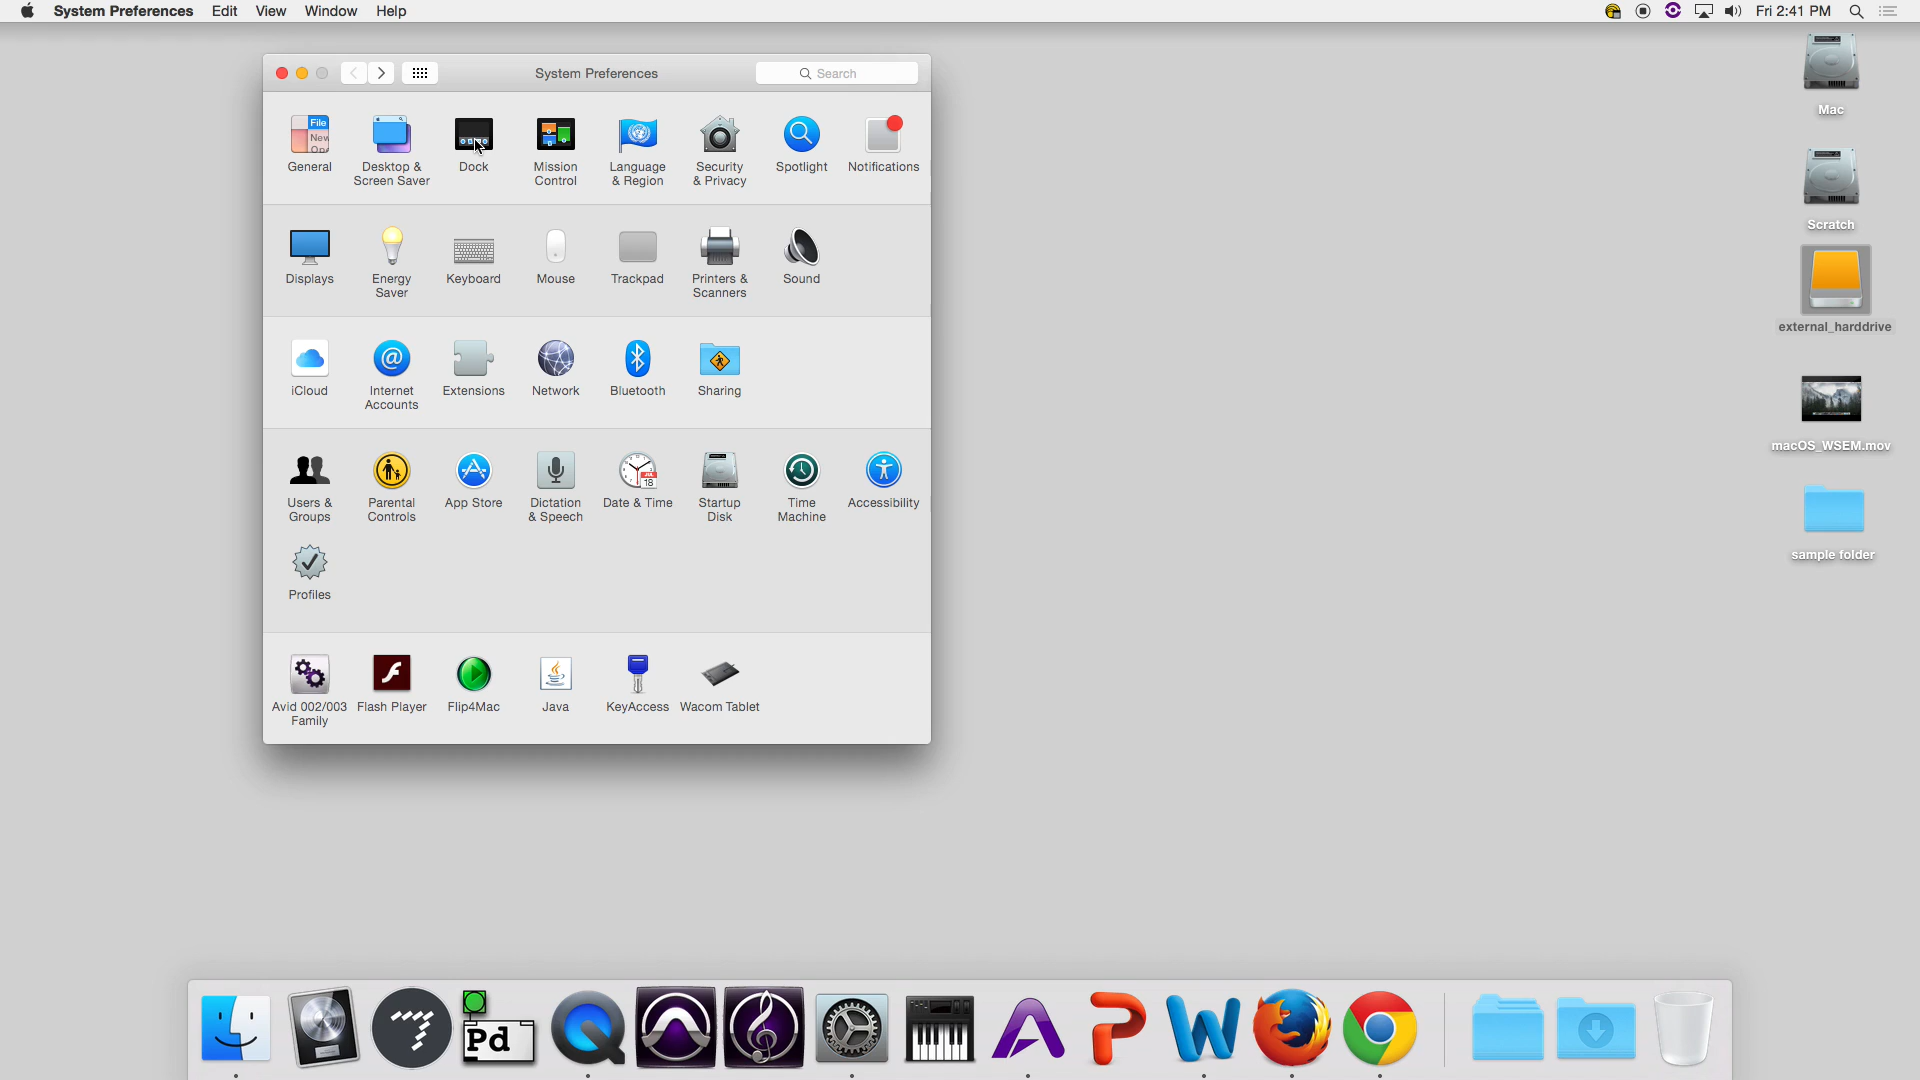 System Preferences Edit View Window Help Fri 2:41 PM
System Preferences Search
File
New
General Desktop & Screen Saver Dock Mission Control Language & Region Security & Privacy Spotlight Notifications
Displays Energy Saver Keyboard Mouse Trackpad Printers & Scanners Sound
iCloud Internet Accounts Extensions Network Bluetooth Sharing
18
Users & Groups Parental Controls App Store Dictation & Speech Date & Time Startup Disk Time Machine Accessibility
Profiles
Avid 002/003 Family Flash Player Flip4Mac Java KeyAccess Wacom Tablet
Mac
Scratch
external_harddrive
macOS_WSEM.mov
sample folder
Pd